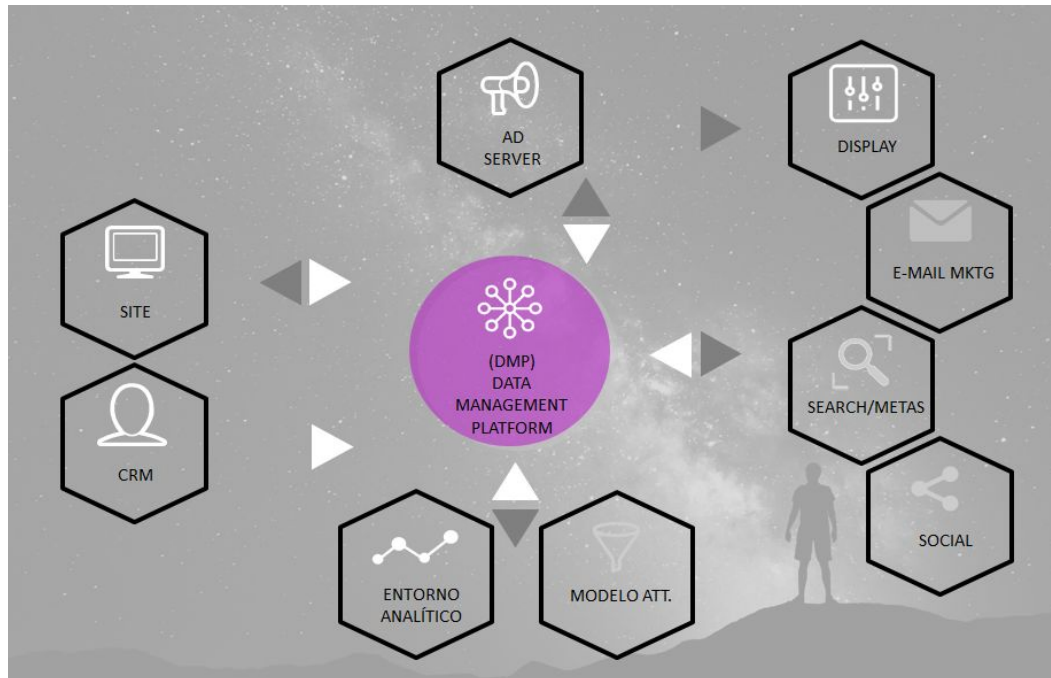 AD
SERVER
DISPLAY
E-MAIL MKTG
SITE
(DMP)
DATA
MANAGEMENT
PLATFORM
SEARCH/METAS
CRM
SOCIAL
ENTORNO
ANALÍTICO
MODELO ATT.